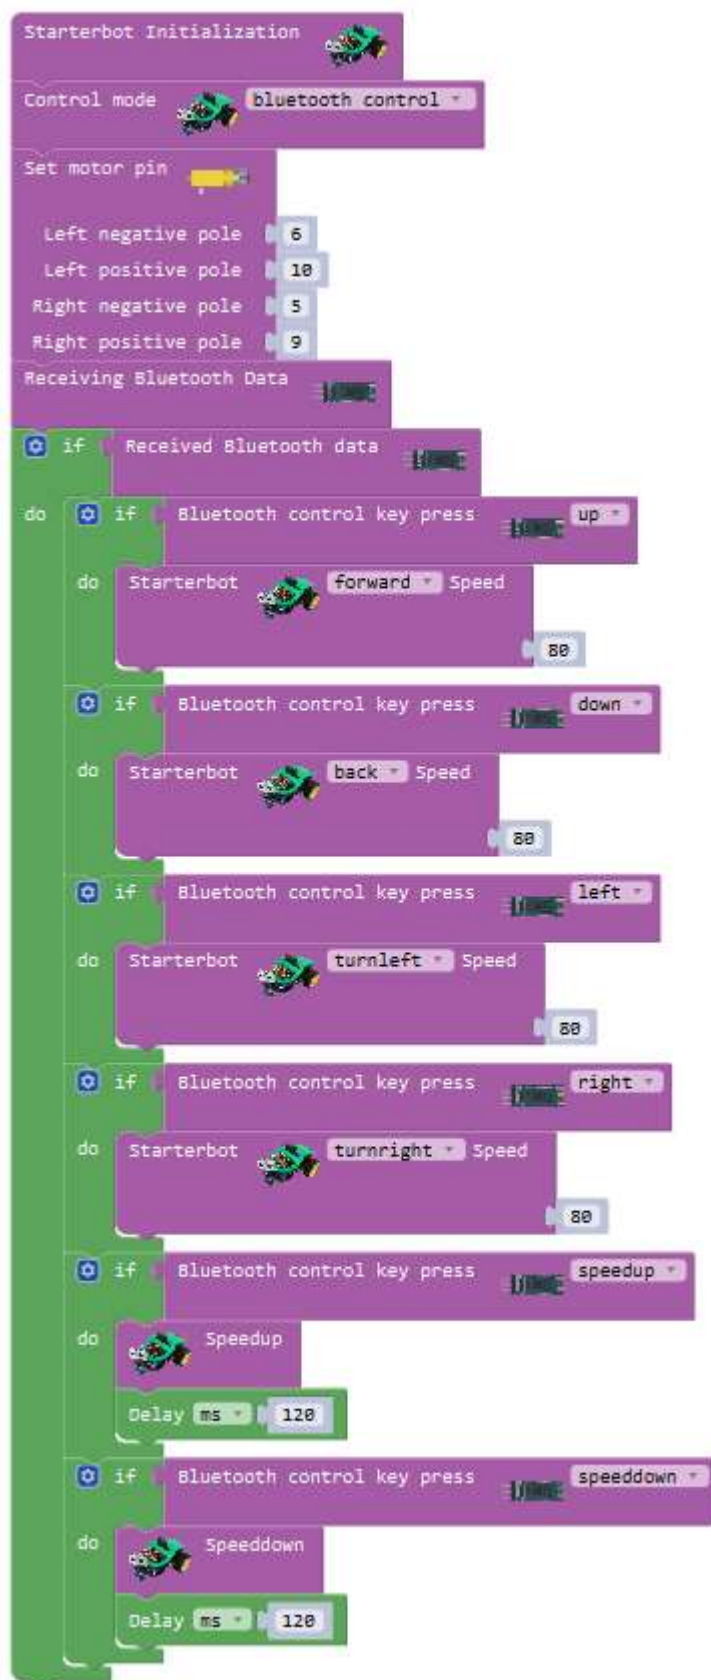 Starterbot Initialization
Control mode bluetooth control
Set motor pin
Left negative pole 6
Left positive pole 10
Right negative pole 5
Right positive pole 9
Receiving Bluetooth Data
if Received Bluetooth data
do if Bluetooth control key press up
do Starterbot forward Speed
80
if Bluetooth control key press down
do Starterbot back Speed
80
if Bluetooth control key press left
do Starterbot turnleft Speed
80
if Bluetooth control key press right
do Starterbot turnright Speed
80
if Bluetooth control key press speedup
do Speedup
Delay ms 120
if Bluetooth control key press speeddown
do Speeddown
Delay ms 120